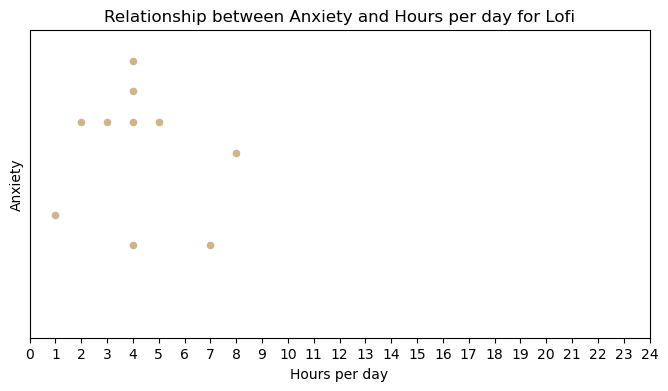 Relationship between Anxiety and Hours per day for Lofi
Anxiety
0 1 2 3 4 5 6 7 8 9 10 11 12 13 14 15 16 17 18 19 20 21 22 23 24
Hours per day